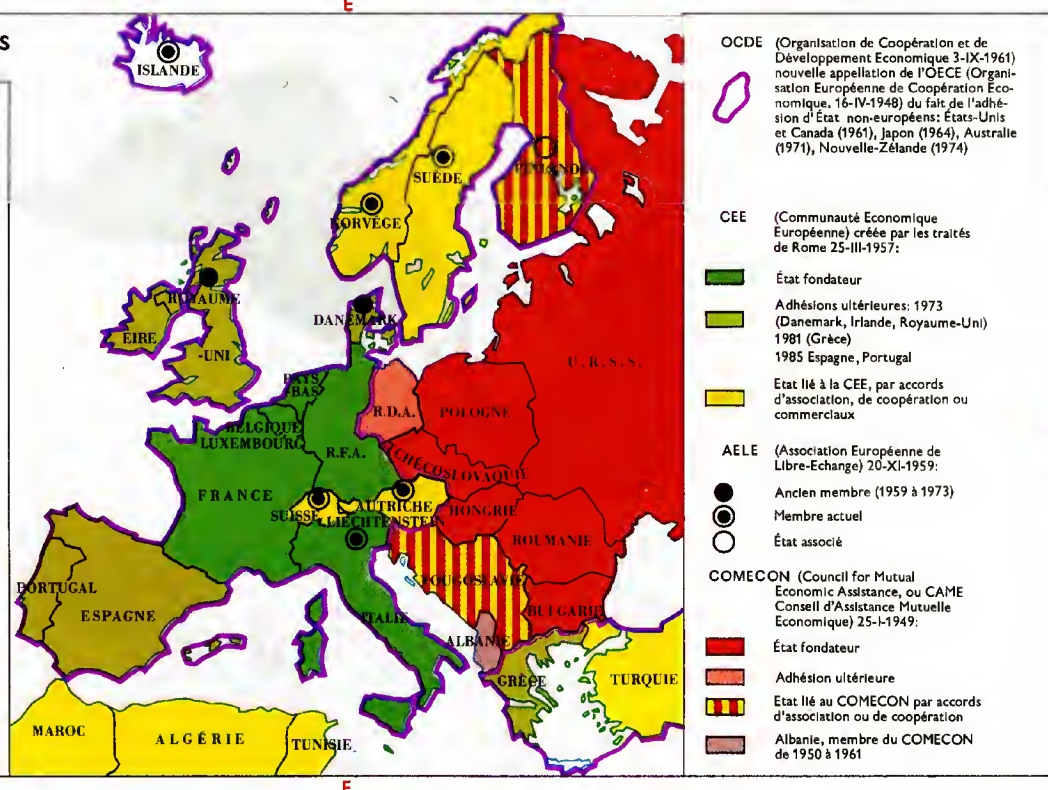 E
S
ISLANDE
SUÈDE
FINLANDE
NORVÈGE
ROYAUME
-UNI
EIRE
DANEMARK
U.R.S.S.
PAYS
-BAS
R.D.A.
POLOGNE
BELGIQUE
LUXEMBOURG
R.F.A.
TCHÉCOSLOVAQUIE
FRANCE
SUISSE
AUTRICHE
LIECHTENSTEIN
HONGRIE
ROUMANIE
YOUGOSLAVIE
PORTUGAL
ESPAGNE
ITALIE
BULGARIE
ALBANIE
GRÈCE
TURQUIE
MAROC
ALGÉRIE
TUNISIE
OCDE (Organisation de Coopération et de
Développement Economique 3-IX-1961)
nouvelle appellation de l'OECE (Organi-
sation Européenne de Coopération Eco-
nomique, 16-IV-1948) du fait de l'adhé-
sion d'État non-européens: États-Unis
et Canada (1961), Japon (1964), Australie
(1971), Nouvelle-Zélande (1974)
CEE (Communauté Economique
Européenne) créée par les traités
de Rome 25-III-1957:
État fondateur
Adhésions ultérieures: 1973
(Danemark, Irlande, Royaume-Uni)
1981 (Grèce)
1985 Espagne, Portugal
Etat lié à la CEE, par accords
d'association, de coopération ou
commerciaux
AELE (Association Européenne de
Libre-Echange) 20-XI-1959:
Ancien membre (1959 à 1973)
Membre actuel
État associé
COMECON (Council for Mutual
Economic Assistance, ou CAME
Conseil d'Assistance Mutuelle
Economique) 25-I-1949:
État fondateur
Adhésion ultérieure
Etat lié au COMECON par accords
d'association ou de coopération
Albanie, membre du COMECON
de 1950 à 1961